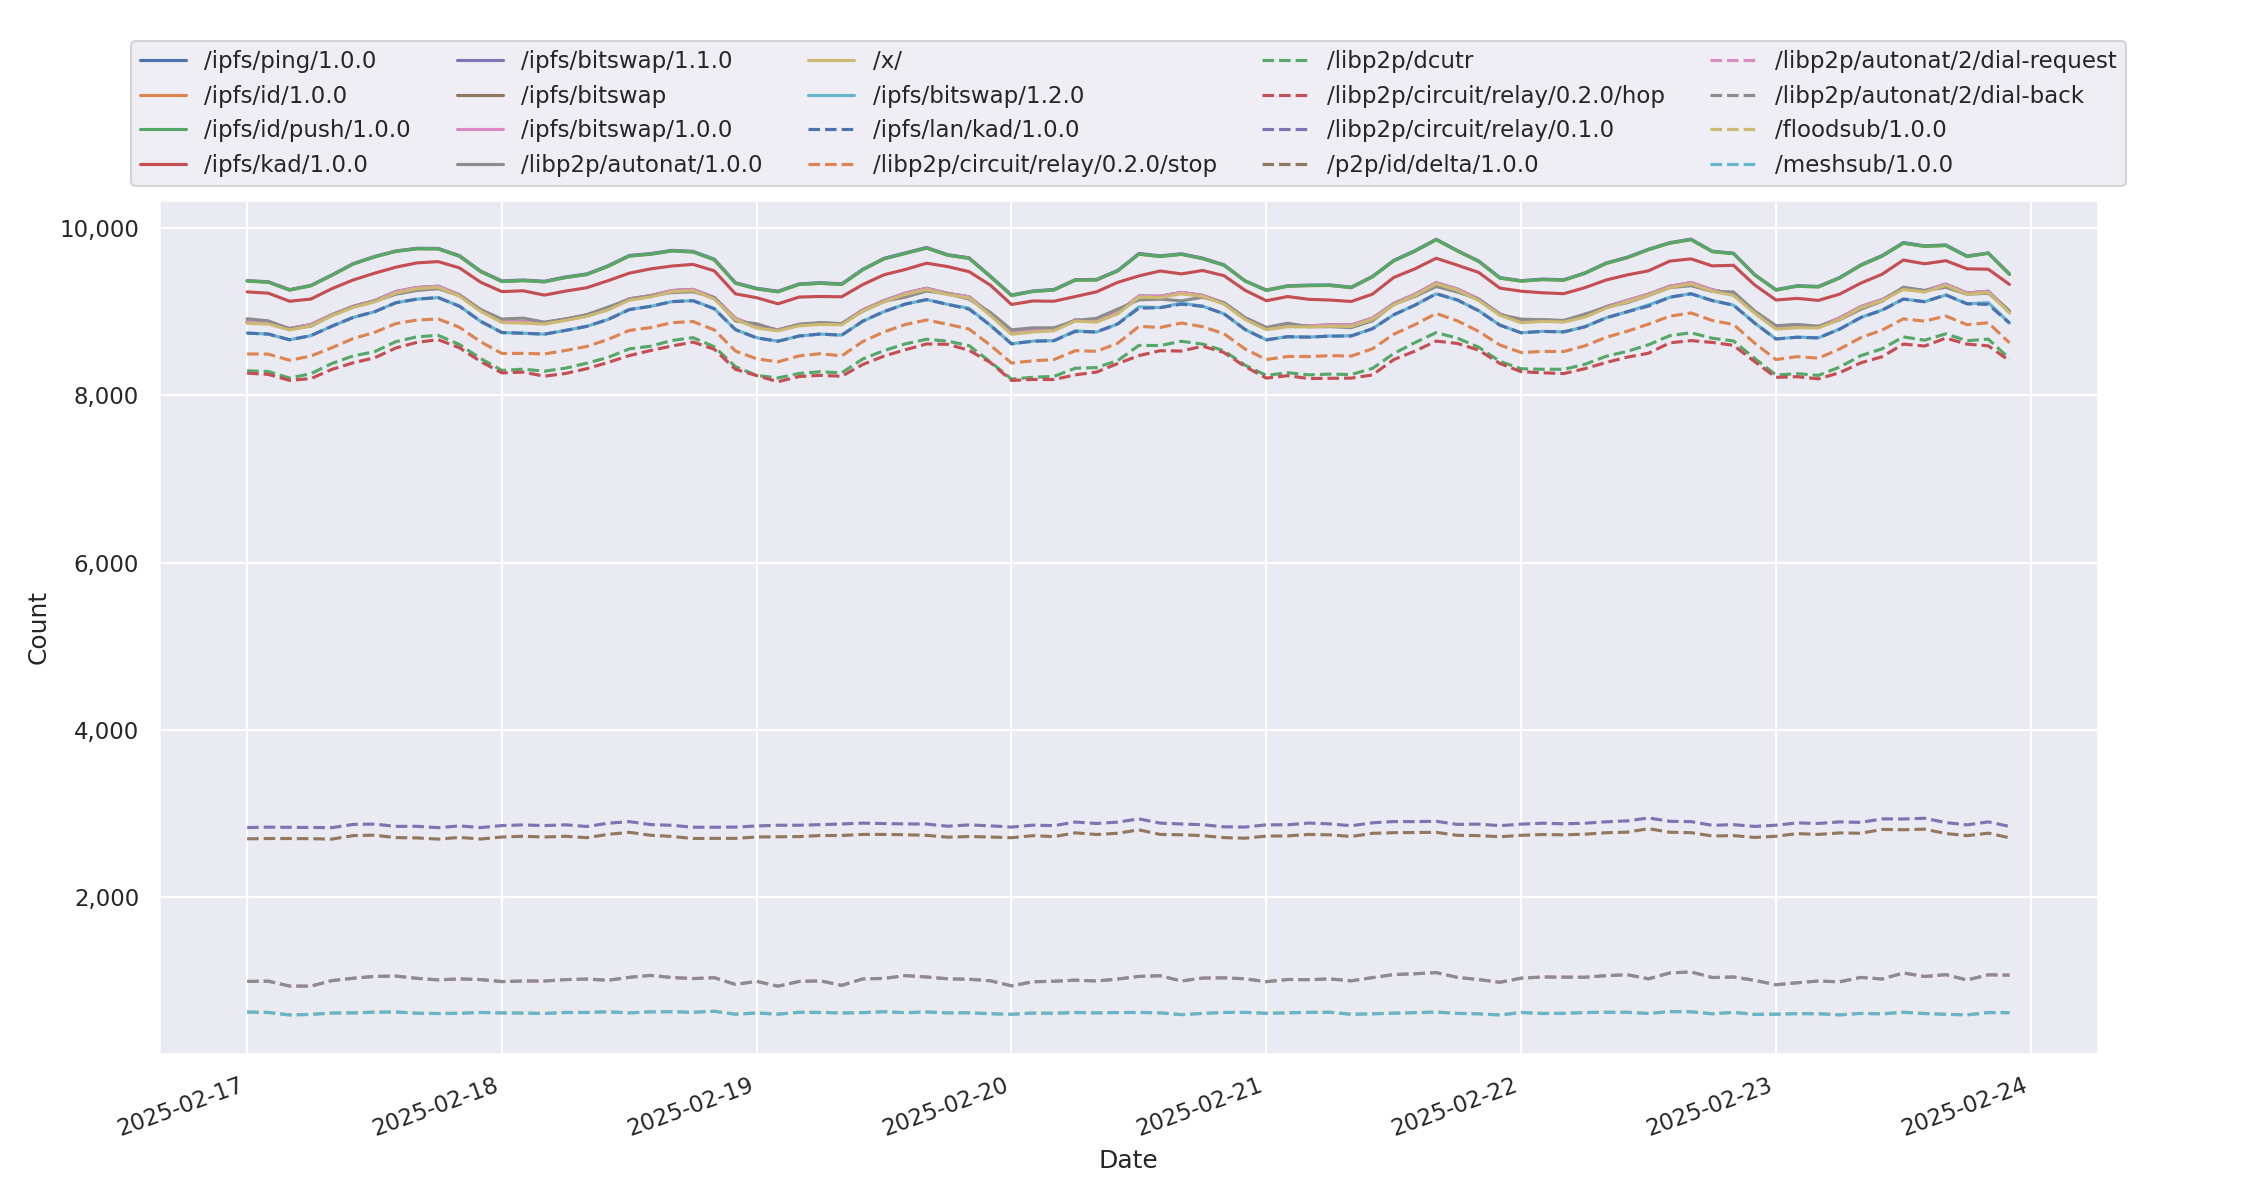 /ipfs/ping/1.0.0
/ipfs/id/1.0.0
/ipfs/id/push/1.0.0
/ipfs/kad/1.0.0
/ipfs/bitswap/1.1.0
/ipfs/bitswap
/ipfs/bitswap/1.0.0
/libp2p/autonat/1.0.0
/x/
/ipfs/bitswap/1.2.0
/ipfs/lan/kad/1.0.0
/libp2p/circuit/relay/0.2.0/stop
/libp2p/dcutr
/libp2p/circuit/relay/0.2.0/hop
/libp2p/circuit/relay/0.1.0
/p2p/id/delta/1.0.0
/libp2p/autonat/2/dial-request
/libp2p/autonat/2/dial-back
/floodsub/1.0.0
/meshsub/1.0.0
10,000
8,000
6,000
4,000
2,000
Count
2025-02-17
2025-02-18
2025-02-19
2025-02-20
2025-02-21
2025-02-22
2025-02-23
2025-02-24
Date